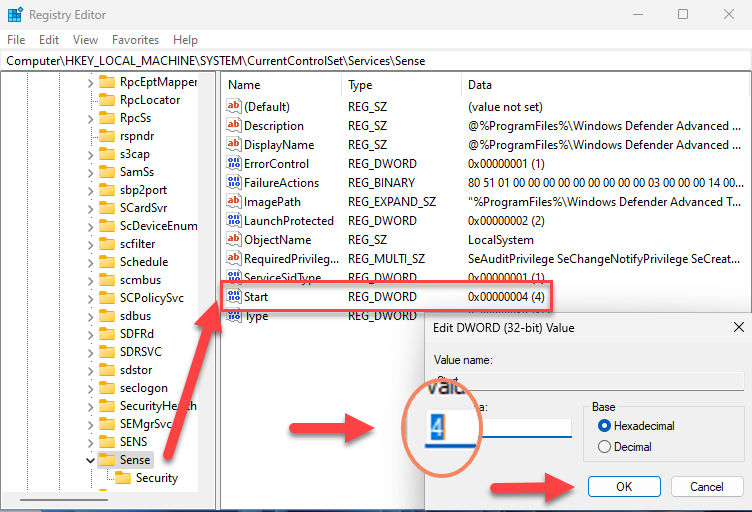 Registry Editor
File Edit View Favorites Help
Computer\HKEY_LOCAL_MACHINE\SYSTEM\CurrentControlSet\Services\Sense
RpcEptMapper
RpcLocator
RpcSs
rspndr
s3cap
SamSs
sbp2port
SCardSvr
ScDeviceEnum
scfilter
Schedule
scmbus
SCPolicySvc
sdbus
SDFRd
SDRSVC
sdstor
seclogon
SecurityHealth
SEMgrSvc
SENS
Sense
Security
Name Type Data
(Default) REG_SZ (value not set)
Description REG_SZ @%ProgramFiles%\Windows Defender Advanced ...
DisplayName REG_SZ @%ProgramFiles%\Windows Defender Advanced ...
ErrorControl REG_DWORD 0x00000001 (1)
FailureActions REG_BINARY 80 51 01 00 00 00 00 00 00 00 00 00 03 00 00 00 14 00...
ImagePath REG_EXPAND_SZ "%ProgramFiles%\Windows Defender Advanced T...
LaunchProtected REG_DWORD 0x00000002 (2)
ObjectName REG_SZ LocalSystem
RequiredPrivileg... REG_MULTI_SZ SeAuditPrivilege SeChangeNotifyPrivilege SeCreat...
ServiceSidType REG_DWORD 0x00000001 (1)
Start REG_DWORD 0x00000004 (4)
Type REG_DWORD
Edit DWORD (32-bit) Value
Value name:
Start
4
Base
Hexadecimal
Decimal
OK Cancel